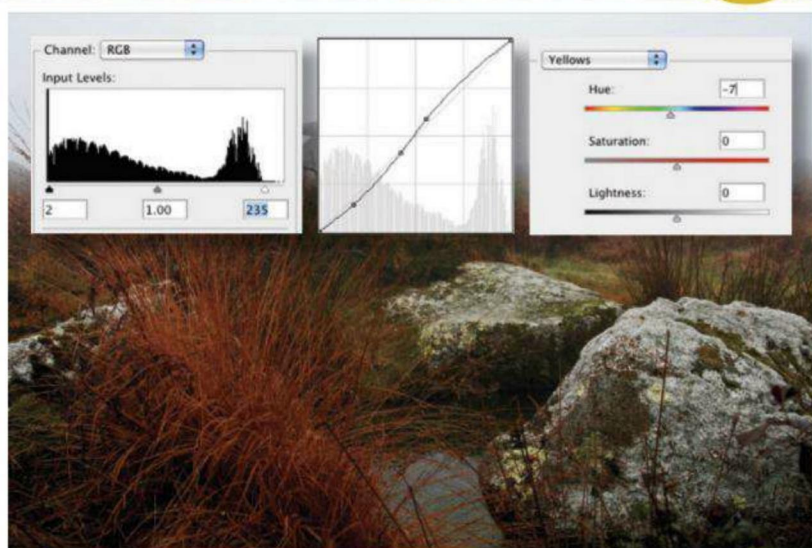 Channel: RGB
Input Levels:
2 1.00 235
Yellows
Hue: -7
Saturation: 0
Lightness: 0